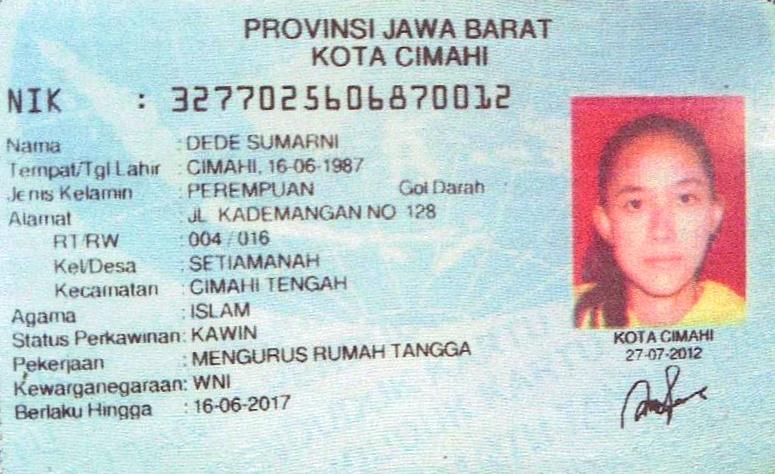 PROVINSI JAWA BARAT
KOTA CIMAHI
NIK : 3277025606870012
Nama : DEDE SUMARNI
Tempat/Tgl Lahir : CIMAHI, 16-06-1987
Jenis Kelamin : PEREMPUAN Gol Darah :
Alamat : JL KADEMANGAN NO 128
RT/RW : 004 / 016
Kel/Desa : SETIAMANAH
Kecamatan : CIMAHI TENGAH
Agama : ISLAM
Status Perkawinan: KAWIN
Pekerjaan : MENGURUS RUMAH TANGGA
Kewarganegaraan: WNI
Berlaku Hingga : 16-06-2017
KOTA CIMAHI
27-07-2012